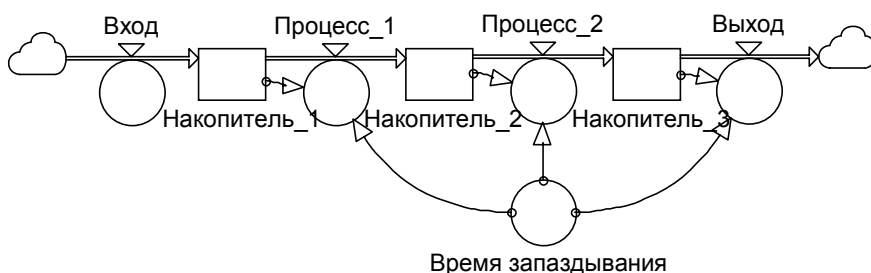 Вход
Процесс_1
Процесс_2
Выход
Накопитель_1
Накопитель_2
Накопитель_3
Время запаздывания